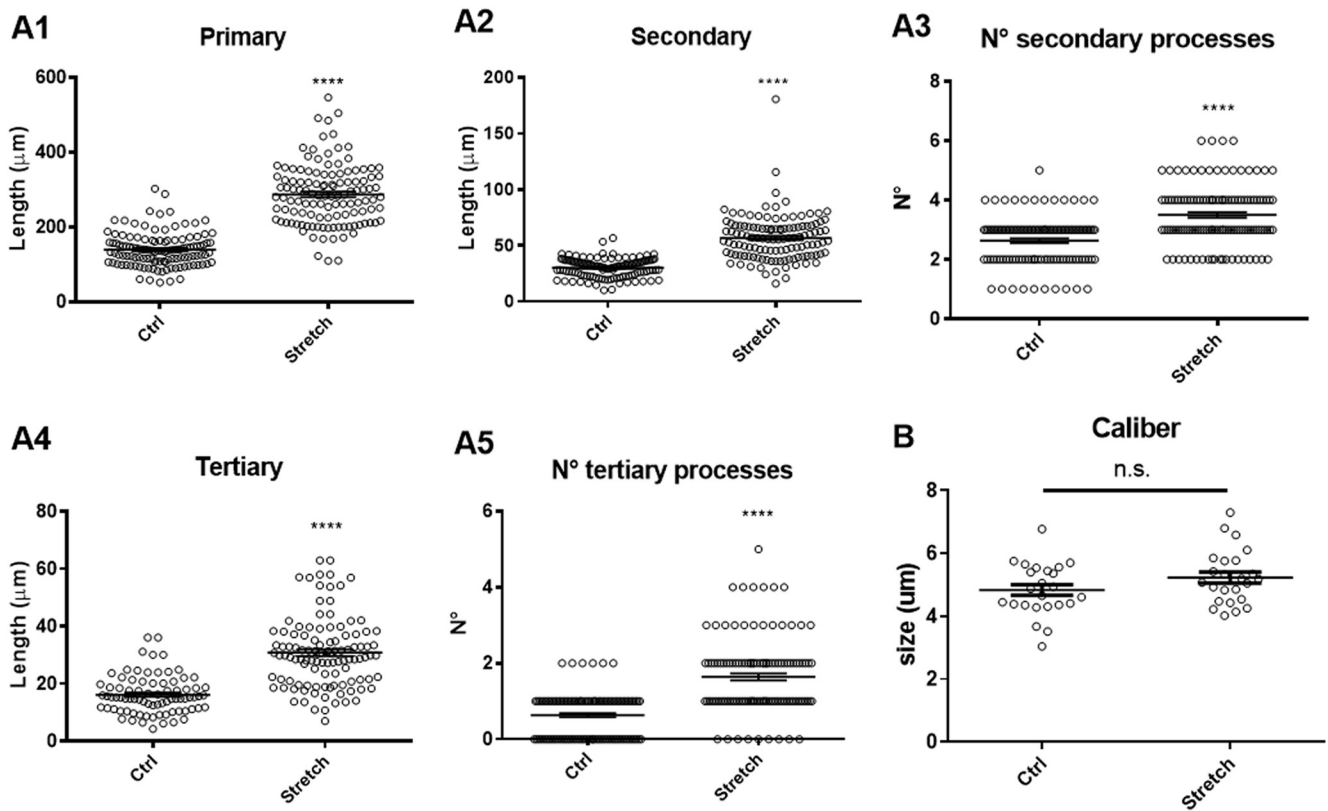 A1
Primary
****
600
400
200
0
Length (μm)
Ctrl
Stretch
A2
Secondary
****
200
150
100
50
0
Length (μm)
Ctrl
Stretch
A3
N° secondary processes
****
8
6
4
2
0
N°
Ctrl
Stretch
A4
Tertiary
****
80
60
40
20
0
Length (μm)
Ctrl
Stretch
A5
N° tertiary processes
****
6
4
2
0
N°
Ctrl
Stretch
B
Caliber
n.s.
8
6
4
2
0
size (um)
Ctrl
Stretch